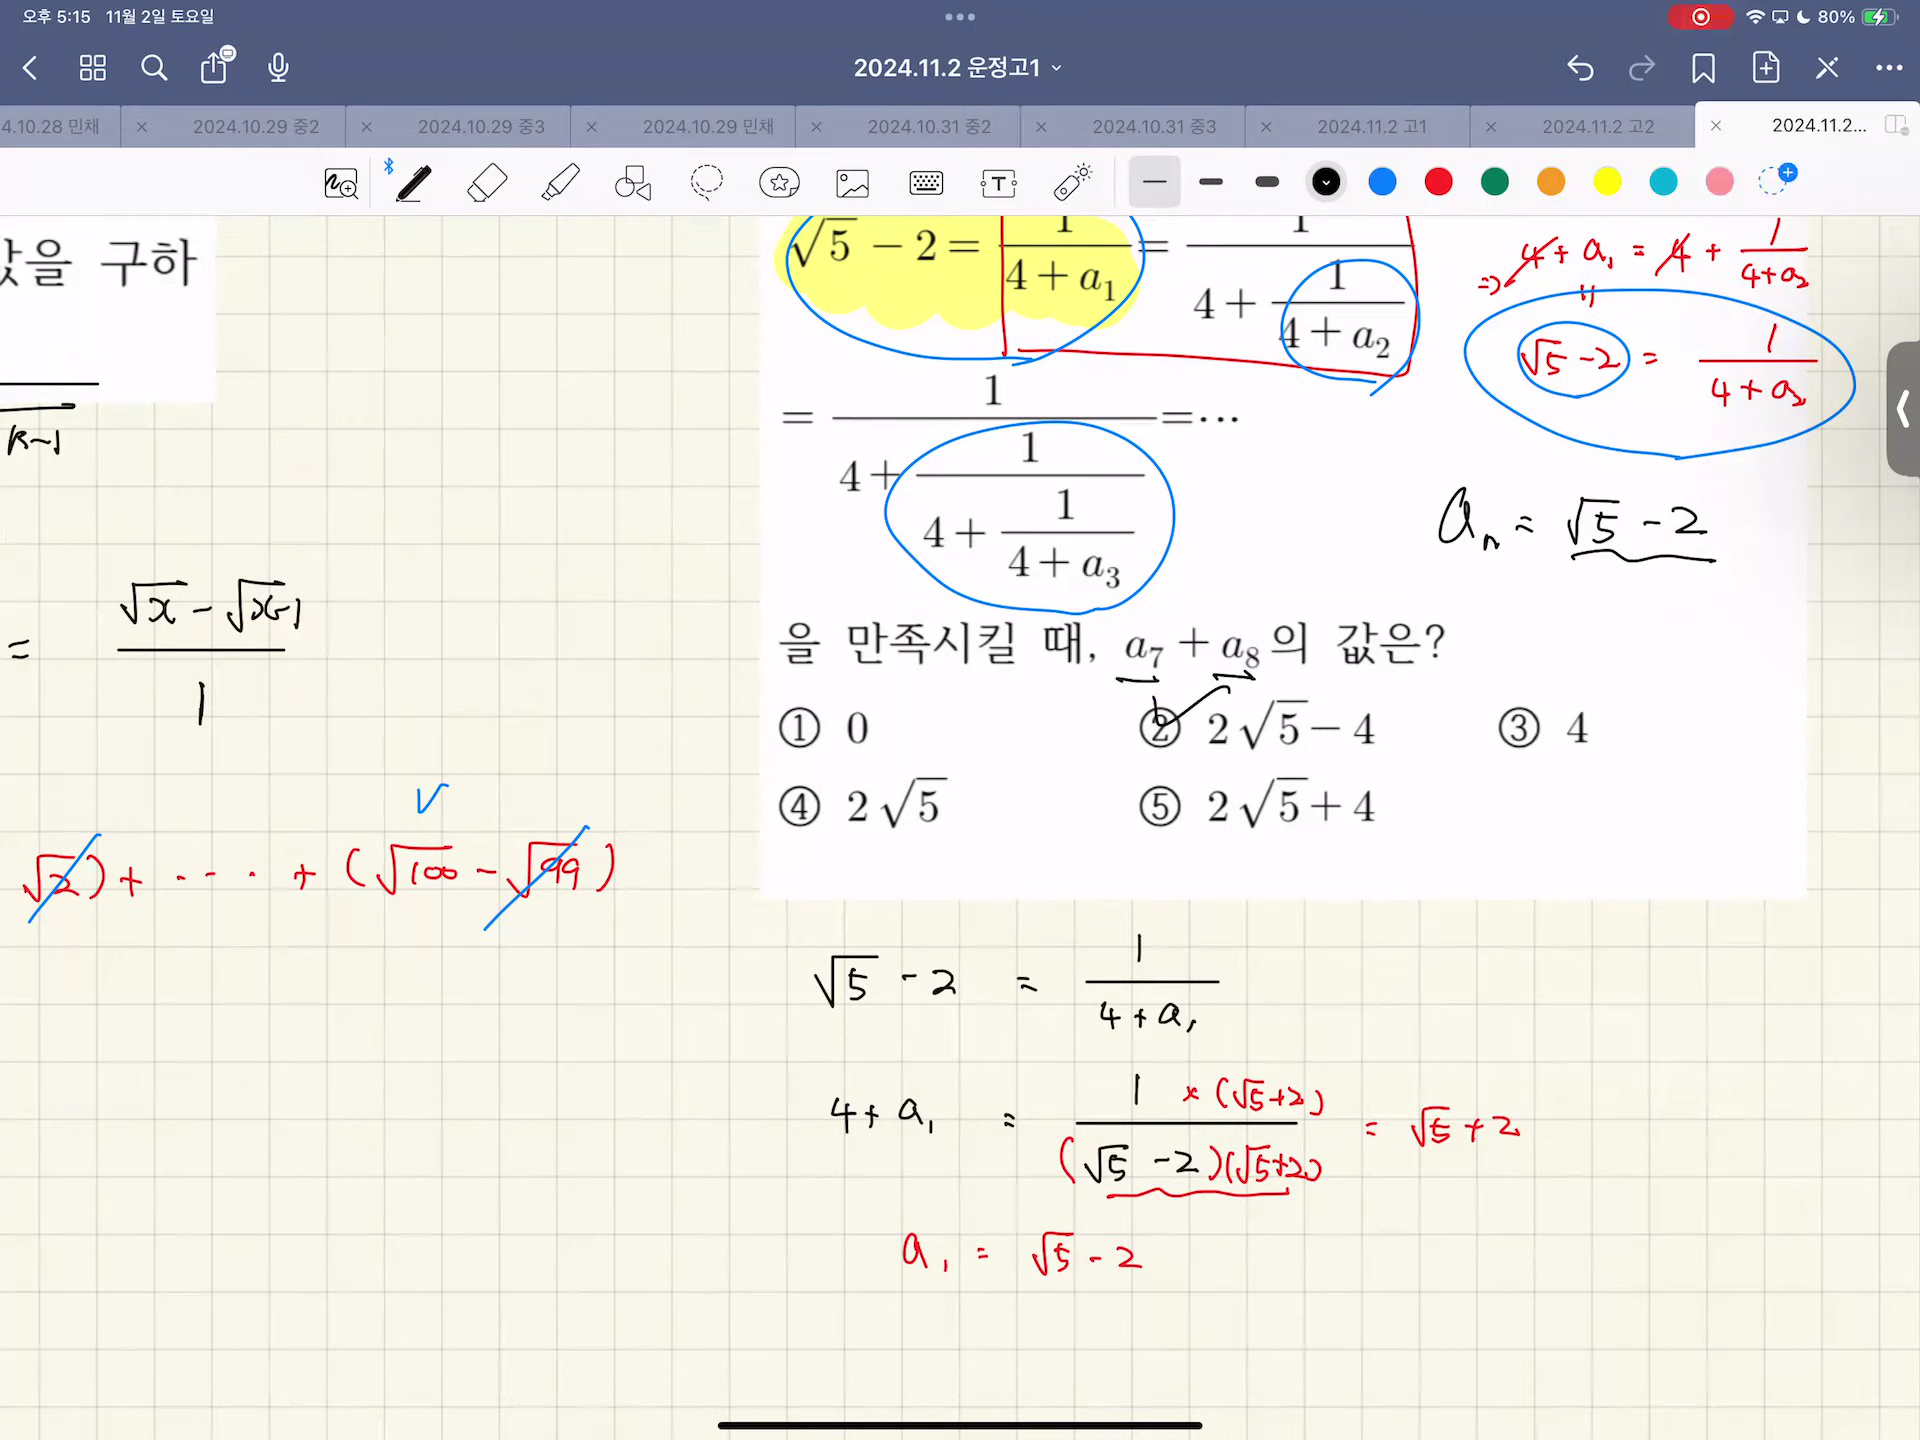 오후 5:15 11월 2일 토요일
80%
2024.11.2 운정고1
4.10.28 민채
2024.10.29 중2
2024.10.29 중3
2024.10.29 민채
2024.10.31 중2
2024.10.31 중3
2024.11.2 고1
2024.11.2 고2
2024.11.2...
값을 구하
k-1
= (√x - √x-1) / 1
√2) + ···· + (√100 - √99)
√5 - 2 = 1/(4 + a₁) = 1/(4 + 1/(4 + a₂))
= 1/(4 + 1/(4 + 1/(4 + a₃))) = ···
을 만족시킬 때, a₇ + a₈의 값은?
① 0 ② 2√5 - 4 ③ 4
④ 2√5 ⑤ 2√5 + 4
⇒ 4 + a₁ = 4 + 1/(4 + a₂)
√5 - 2 = 1/(4 + a₂)
aₙ = √5 - 2
√5 - 2 = 1/(4 + a₁)
4 + a₁ = 1 × (√5 + 2) / (√5 - 2)(√5 + 2) = √5 + 2
a₁ = √5 - 2